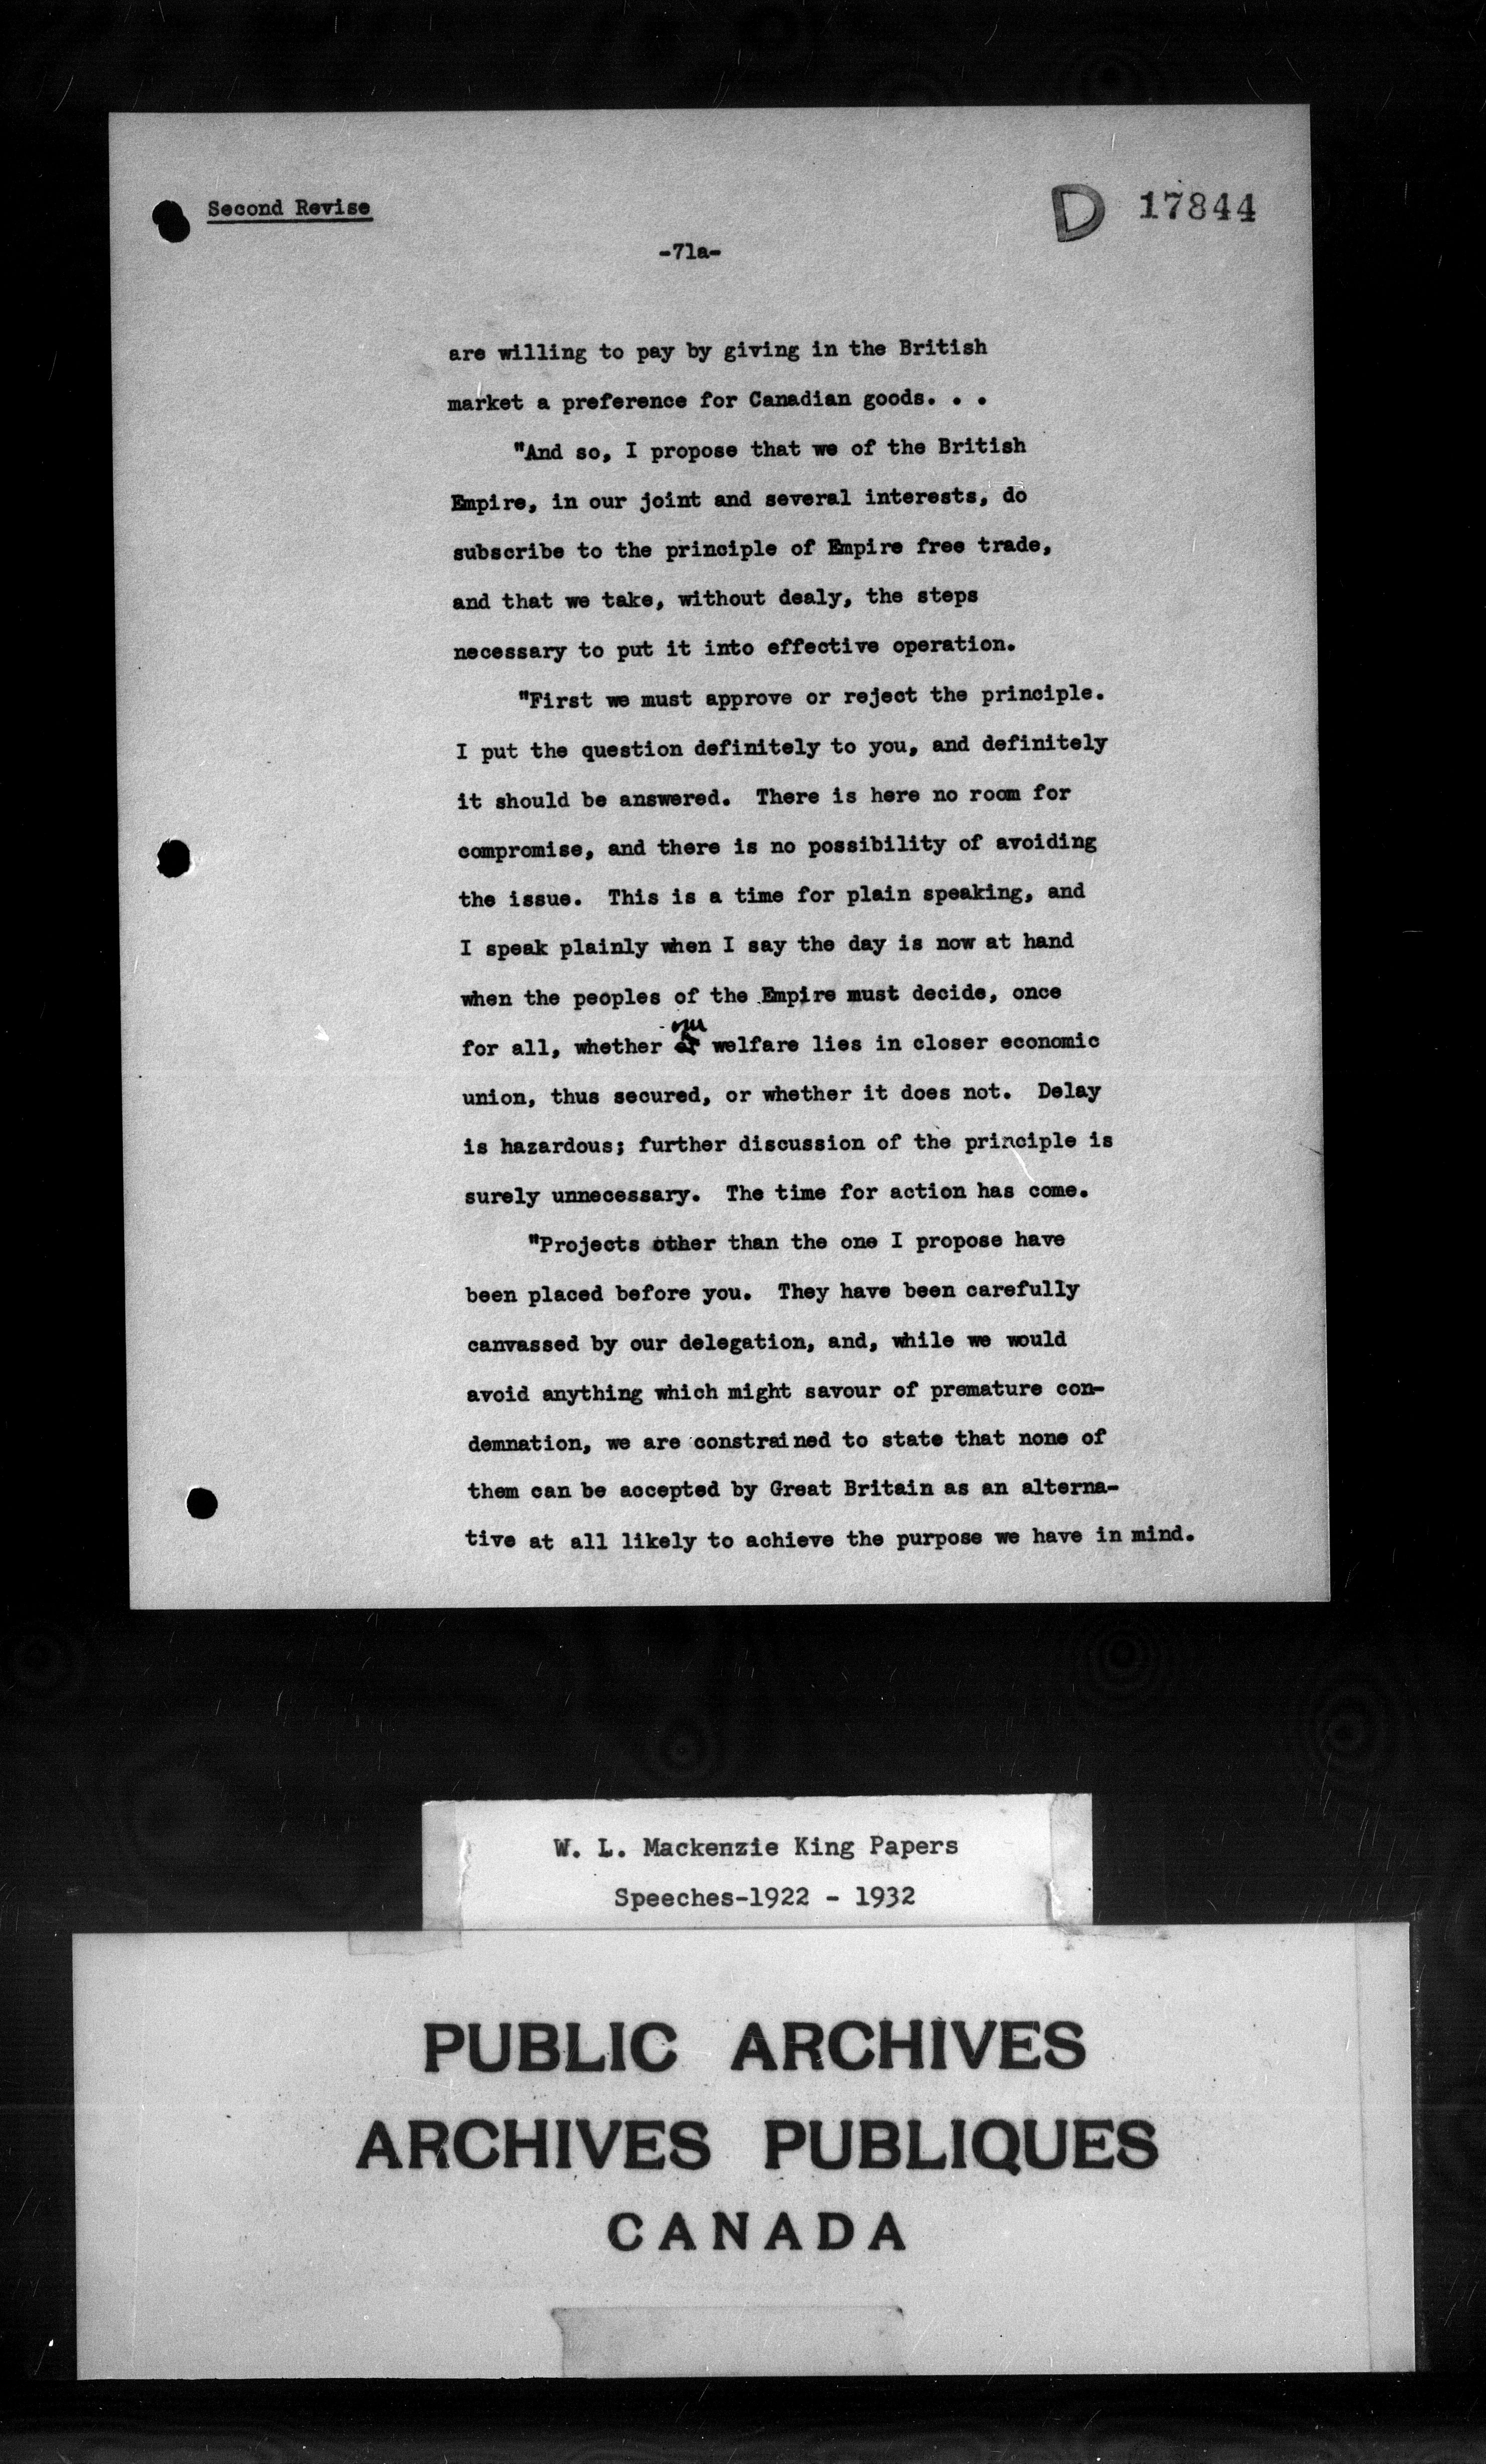 Second Revise
D 17844
-71a-
are willing to pay by giving in the British
market a preference for Canadian goods. . .
"And so, I propose that we of the British
Empire, in our joint and several interests, do
subscribe to the principle of Empire free trade,
and that we take, without dealy, the steps
necessary to put it into effective operation.
"First we must approve or reject the principle.
I put the question definitely to you, and definitely
it should be answered.  There is here no room for
compromise, and there is no possibility of avoiding
the issue.  This is a time for plain speaking, and
I speak plainly when I say the day is now at hand
when the peoples of the Empire must decide, once
for all, whether our welfare lies in closer economic
union, thus secured, or whether it does not.  Delay
is hazardous; further discussion of the principle is
surely unnecessary.  The time for action has come.
"Projects other than the one I propose have
been placed before you.  They have been carefully
canvassed by our delegation, and, while we would
avoid anything which might savour of premature con-
demnation, we are constrained to state that none of
them can be accepted by Great Britain as an alterna-
tive at all likely to achieve the purpose we have in mind.
W. L. Mackenzie King Papers
Speeches-1922 - 1932
PUBLIC ARCHIVES
ARCHIVES PUBLIQUES
CANADA